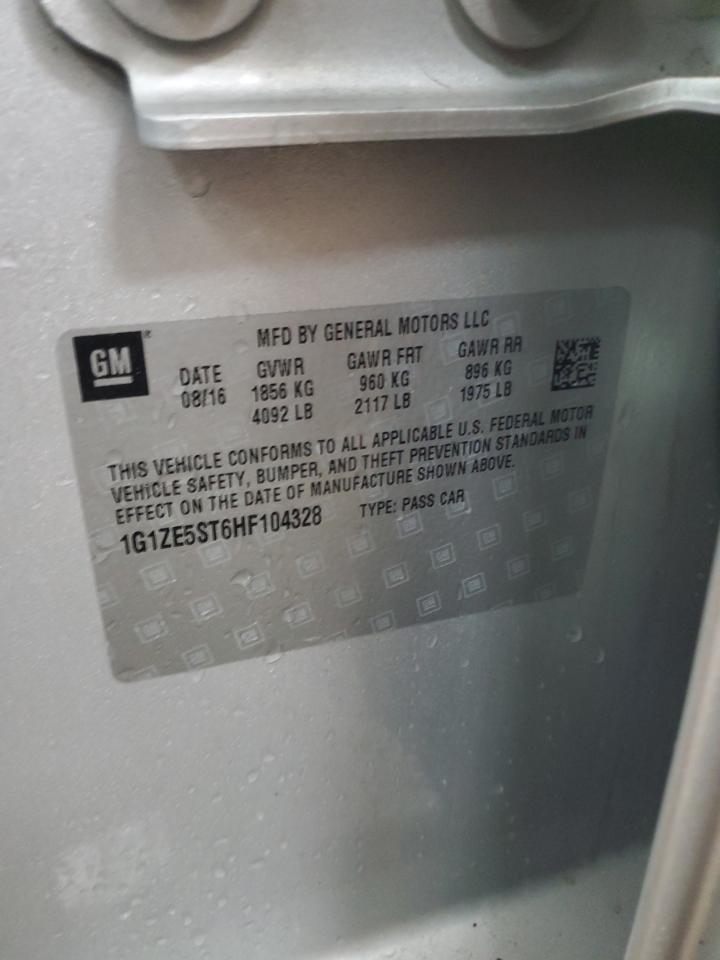 GM
MFD BY GENERAL MOTORS LLC
DATE GVWR GAWR FRT GAWR RR
08/16 1856 KG 960 KG 896 KG
4092 LB 2117 LB 1975 LB
THIS VEHICLE CONFORMS TO ALL APPLICABLE U.S. FEDERAL MOTOR
VEHICLE SAFETY, BUMPER, AND THEFT PREVENTION STANDARDS IN
EFFECT ON THE DATE OF MANUFACTURE SHOWN ABOVE.
1G1ZE5ST6HF104328 TYPE: PASS CAR